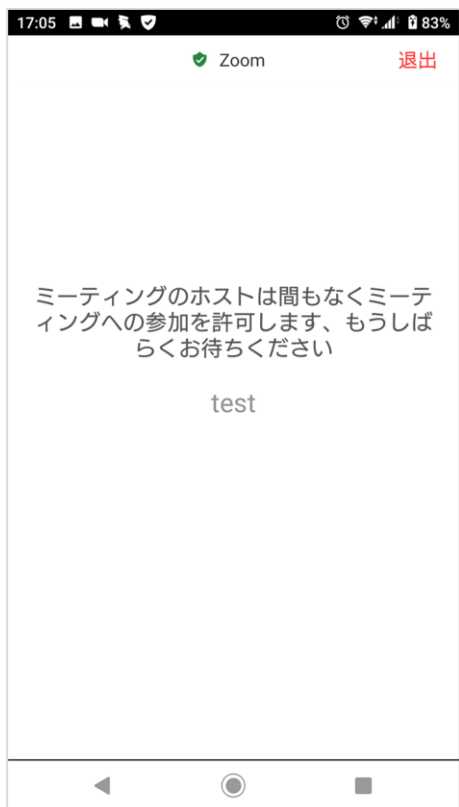 17:05 83%
Zoom 退出
ミーティングのホストは間もなくミーテ
ィングへの参加を許可します、もうしば
らくお待ちください
test